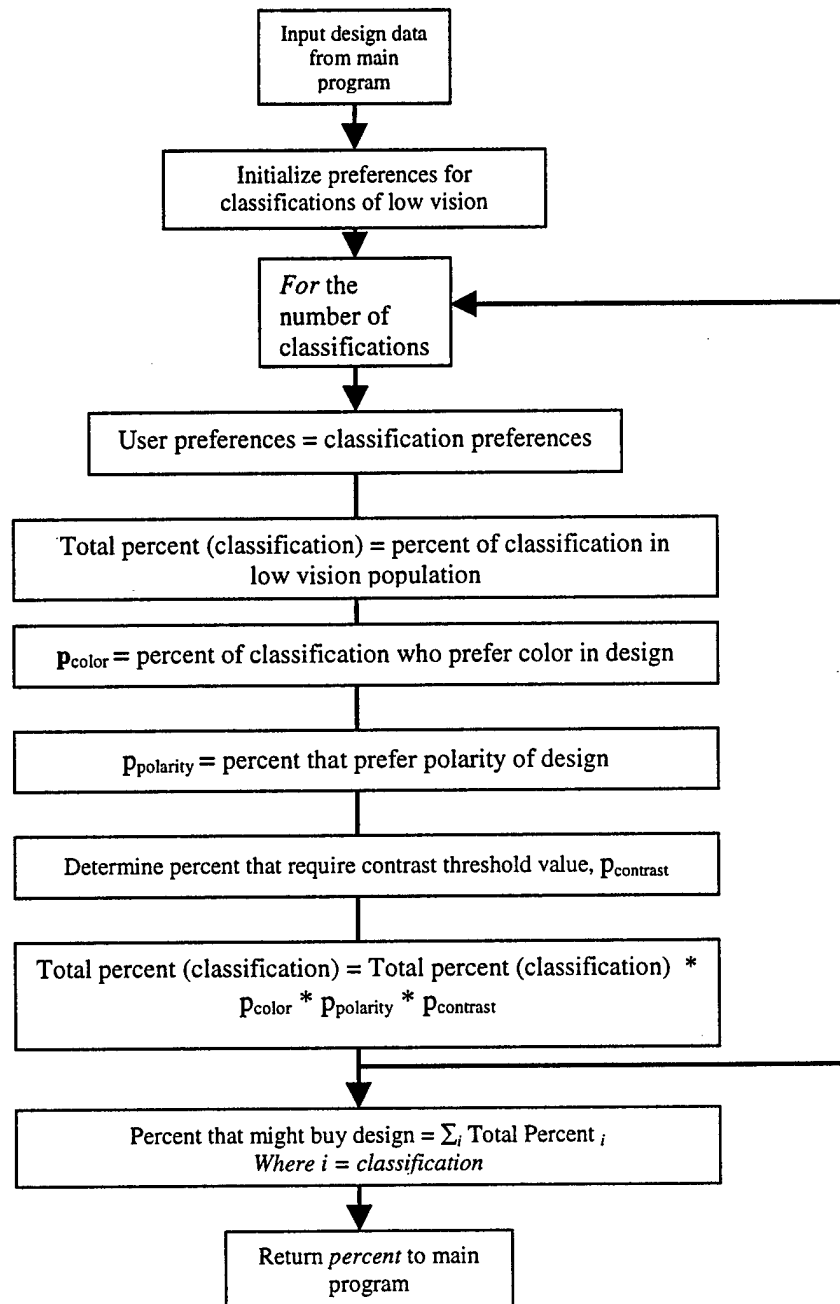 Input design data
from main
program
Initialize preferences for
classifications of low vision
For the
number of
classifications
User preferences = classification preferences
Total percent (classification) = percent of classification in
low vision population
pcolor = percent of classification who prefer color in design
ppolarity = percent that prefer polarity of design
Determine percent that require contrast threshold value, pcontrast
Total percent (classification) = Total percent (classification) *
pcolor * ppolarity * pcontrast
Percent that might buy design = ∑i Total Percent i
Where i = classification
Return percent to main
program